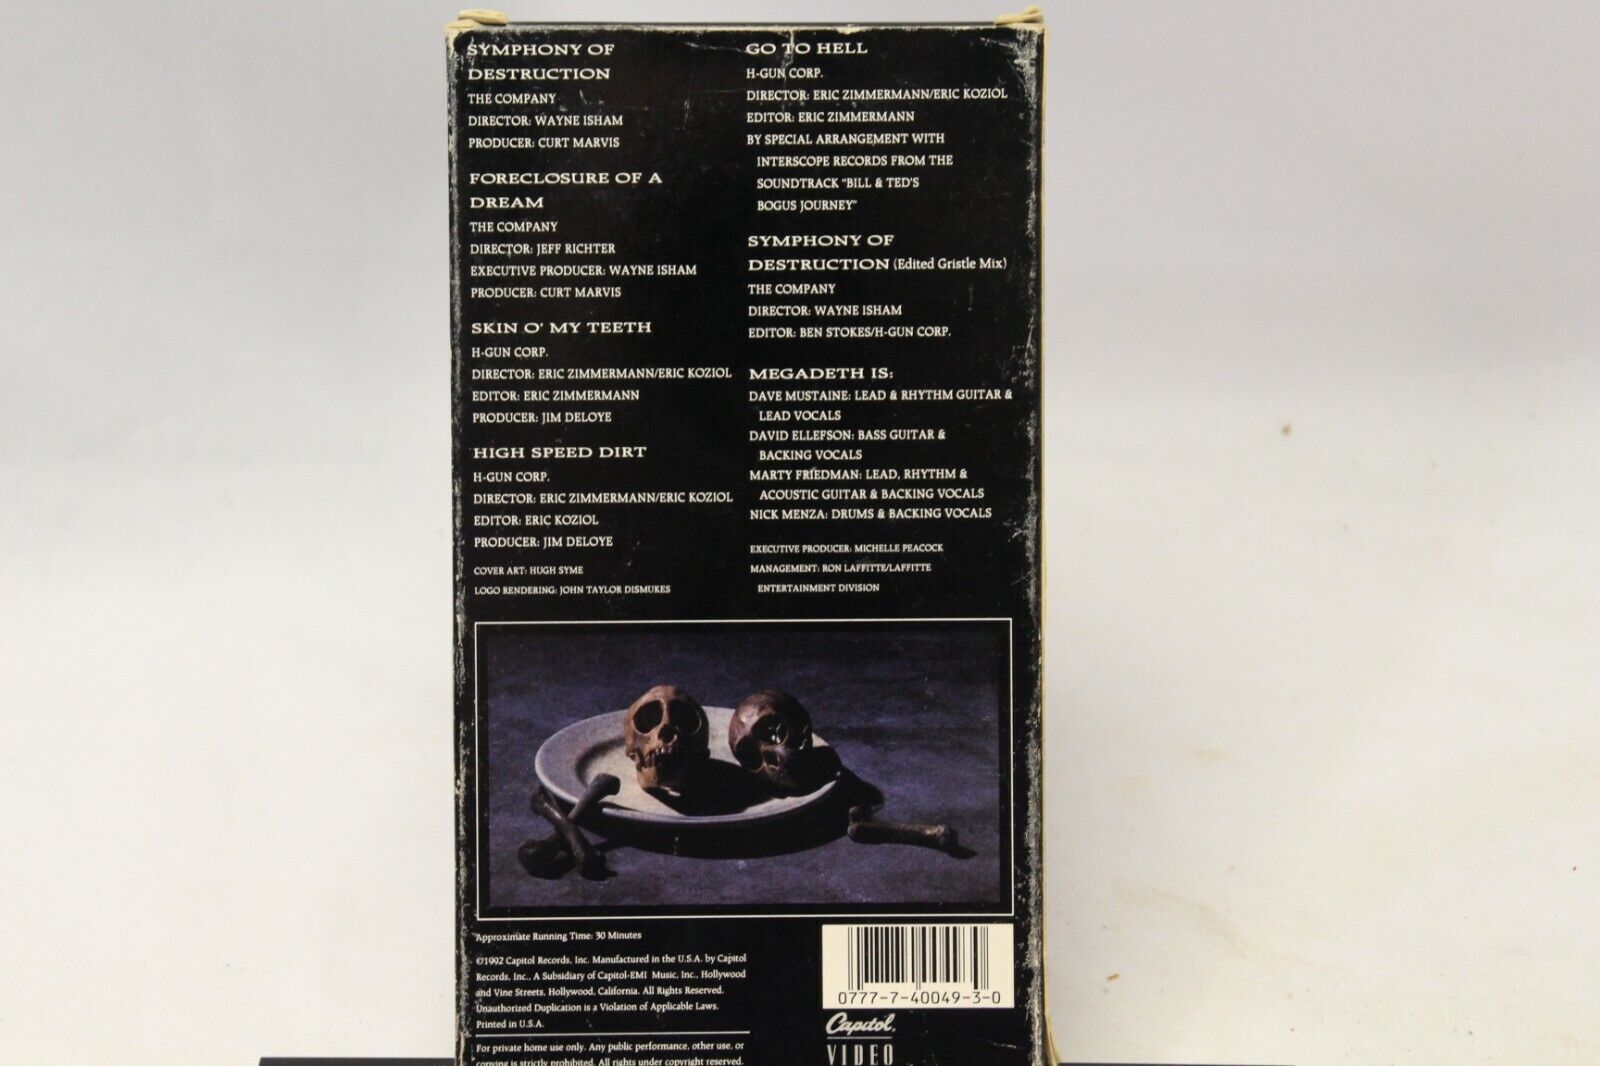 SYMPHONY OF
DESTRUCTION
THE COMPANY
DIRECTOR: WAYNE ISHAM
PRODUCER: CURT MARVIS
FORECLOSURE OF A
DREAM
THE COMPANY
DIRECTOR: JEFF RICHTER
EXECUTIVE PRODUCER: WAYNE ISHAM
PRODUCER: CURT MARVIS
SKIN O' MY TEETH
H-GUN CORP.
DIRECTOR: ERIC ZIMMERMANN/ERIC KOZIOL
EDITOR: ERIC ZIMMERMANN
PRODUCER: JIM DELOYE
HIGH SPEED DIRT
H-GUN CORP.
DIRECTOR: ERIC ZIMMERMANN/ERIC KOZIOL
EDITOR: ERIC KOZIOL
PRODUCER: JIM DELOYE
COVER ART: HUGH SYME
LOGO RENDERING: JOHN TAYLOR DISMUKES
GO TO HELL
H-GUN CORP.
DIRECTOR: ERIC ZIMMERMANN/ERIC KOZIOL
EDITOR: ERIC ZIMMERMANN
BY SPECIAL ARRANGEMENT WITH
INTERSCOPE RECORDS FROM THE
SOUNDTRACK "BILL & TED'S
BOGUS JOURNEY"
SYMPHONY OF
DESTRUCTION (Edited Gristle Mix)
THE COMPANY
DIRECTOR: WAYNE ISHAM
EDITOR: BEN STOKES/H-GUN CORP.
MEGADETH IS:
DAVE MUSTAINE: LEAD & RHYTHM GUITAR &
LEAD VOCALS
DAVID ELLEFSON: BASS GUITAR &
BACKING VOCALS
MARTY FRIEDMAN: LEAD, RHYTHM &
ACOUSTIC GUITAR & BACKING VOCALS
NICK MENZA: DRUMS & BACKING VOCALS
EXECUTIVE PRODUCER: MICHELLE PEACOCK
MANAGEMENT: RON LAFFITTE/LAFFITTE
ENTERTAINMENT DIVISION
Approximate Running Time: 30 Minutes
©1992 Capitol Records, Inc. Manufactured in the U.S.A. by Capitol
Records, Inc., A Subsidiary of Capitol-EMI Music, Inc., Hollywood
and Vine Streets, Hollywood, California. All Rights Reserved.
Unauthorized Duplication is a Violation of Applicable Laws.
Printed in U.S.A.
For private home use only. Any public performance, other use, or
copying is strictly prohibited. All rights under copyright reserved.
0777-7-40049-3-0
Capitol.
VIDEO